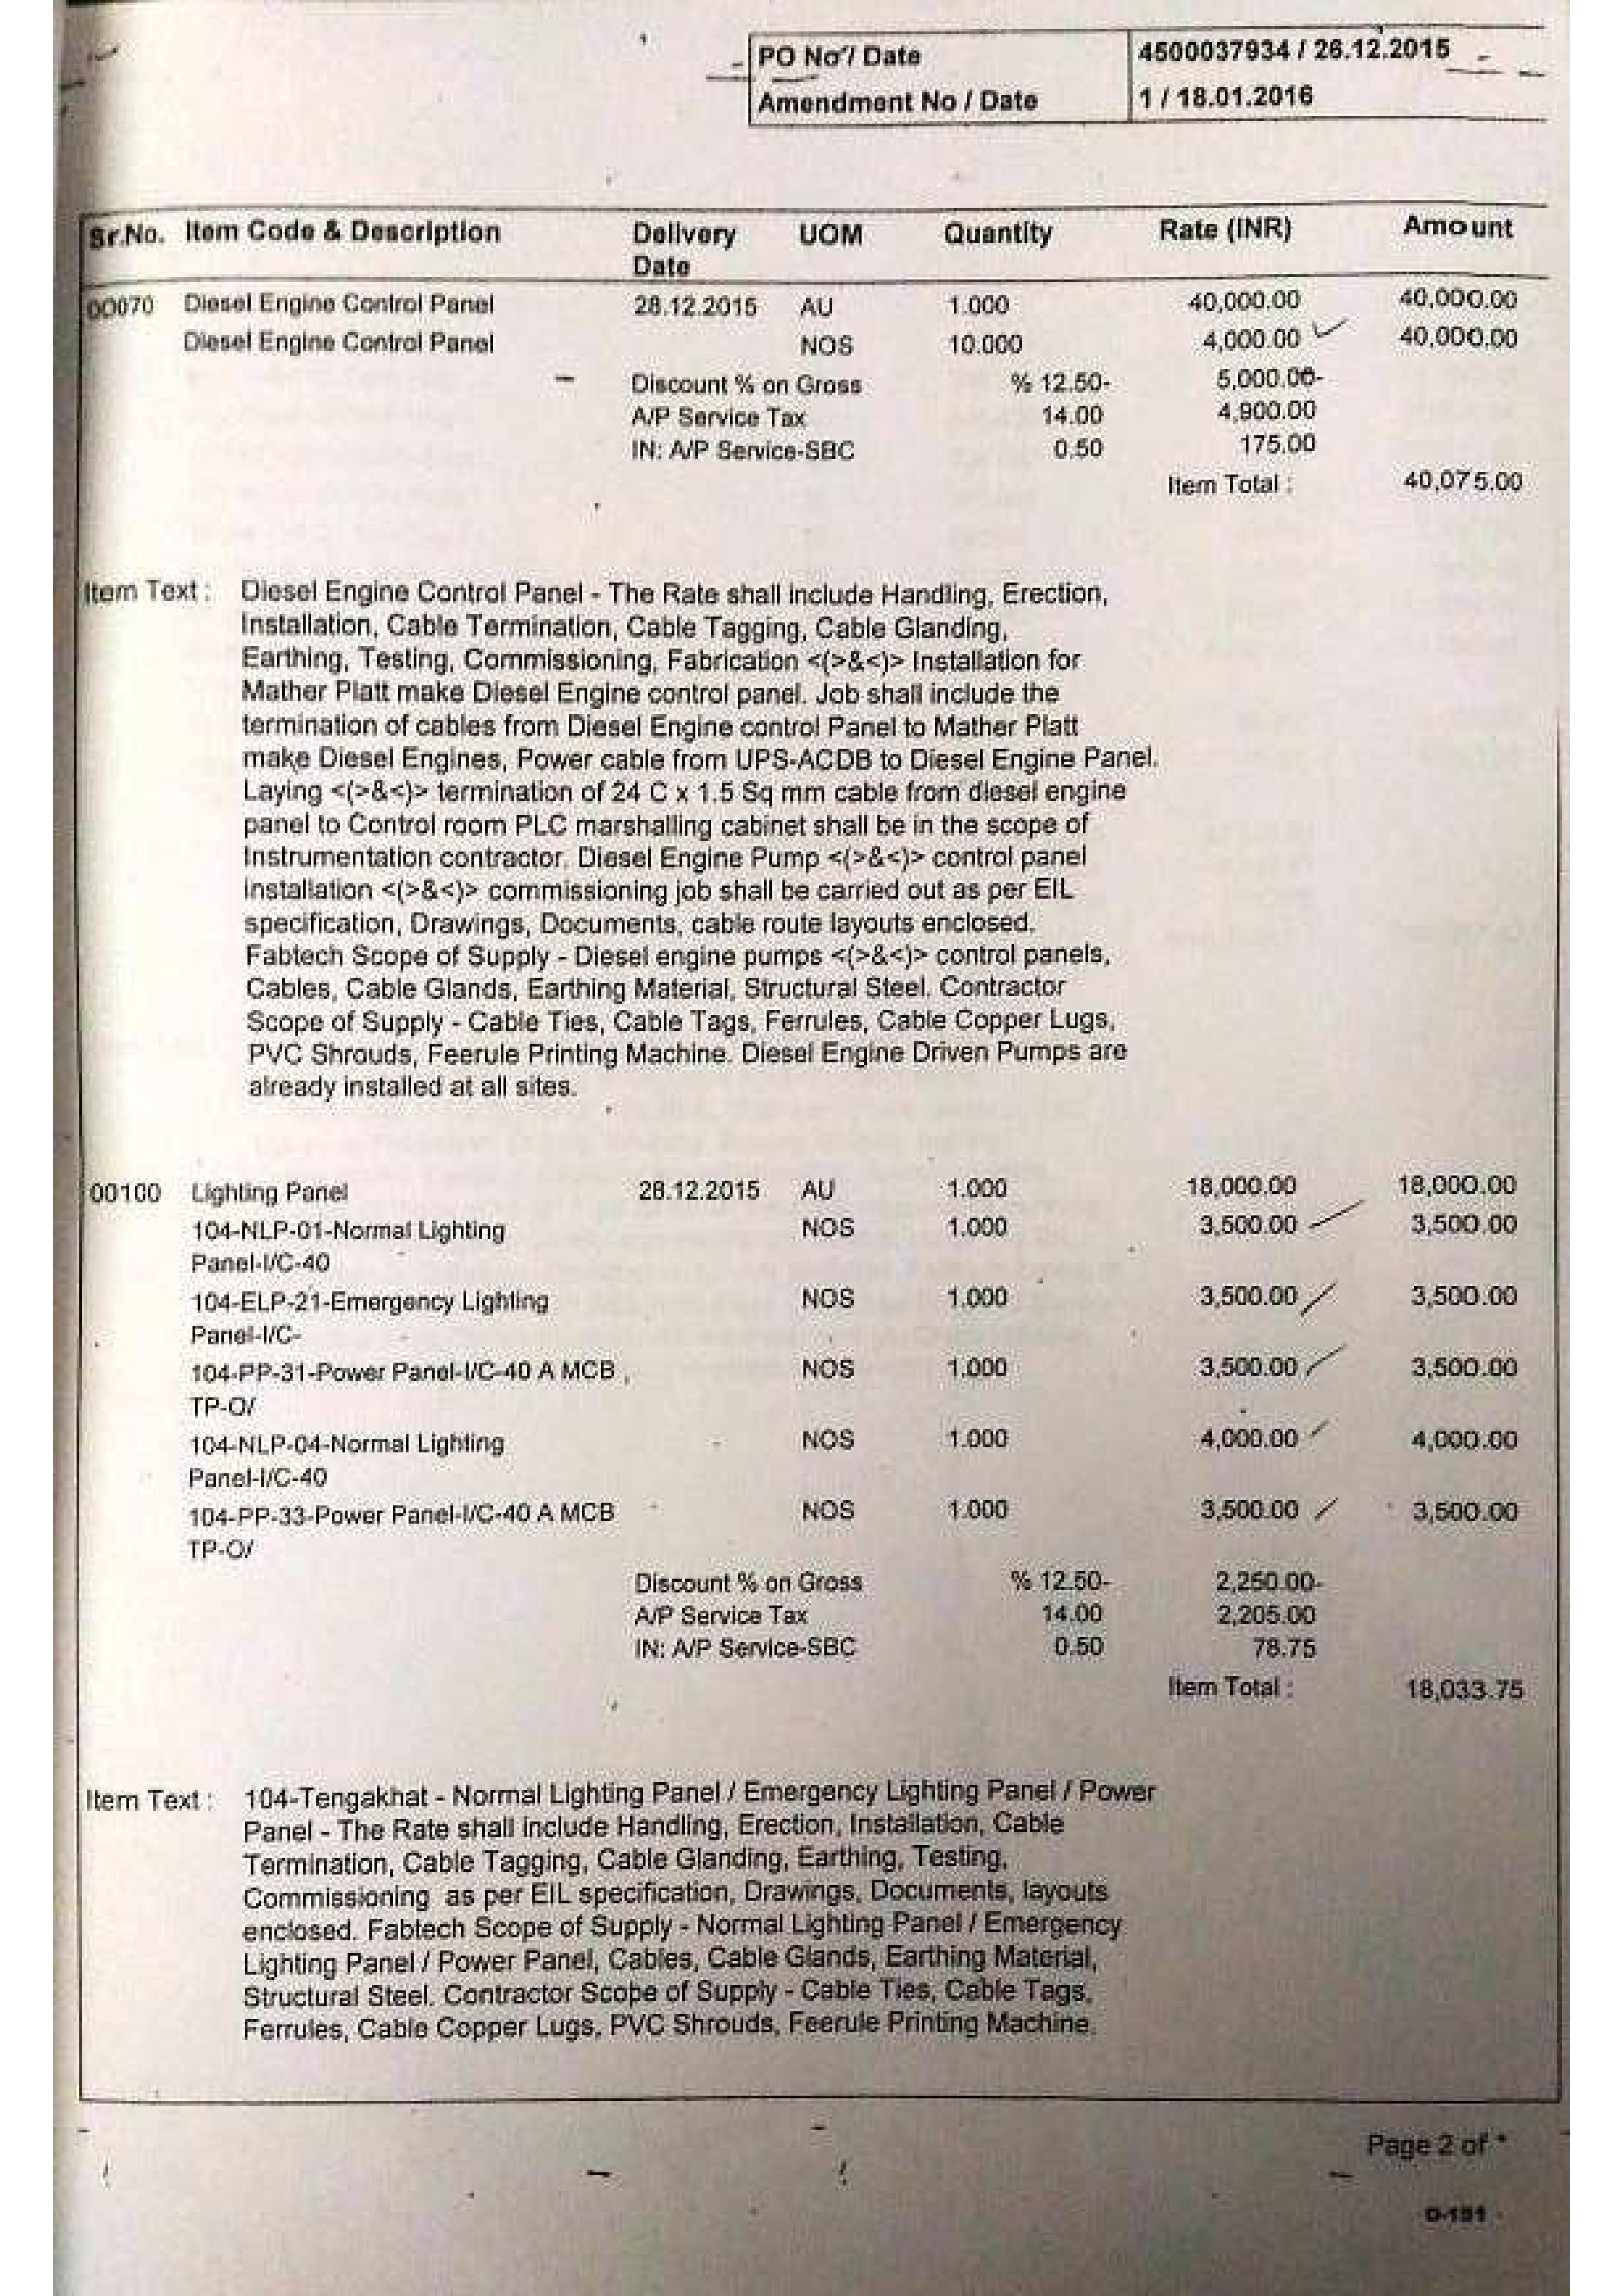 PO No / Date 4500037934 / 26.12.2015
Amendment No / Date 1 / 18.01.2016
Sr.No. Item Code & Description Delivery Date UOM Quantity Rate (INR) Amount
00070 Diesel Engine Control Panel 28.12.2015 AU 1.000 40,000.00 40,000.00
Diesel Engine Control Panel NOS 10.000 4,000.00 40,000.00
Discount % on Gross % 12.50- 5,000.00-
A/P Service Tax 14.00 4,900.00
IN: A/P Service-SBC 0.50 175.00
Item Total : 40,075.00
Item Text : Diesel Engine Control Panel - The Rate shall include Handling, Erection,
Installation, Cable Termination, Cable Tagging, Cable Glanding,
Earthing, Testing, Commissioning, Fabrication <(>&<)> Installation for
Mather Platt make Diesel Engine control panel. Job shall include the
termination of cables from Diesel Engine control Panel to Mather Platt
make Diesel Engines, Power cable from UPS-ACDB to Diesel Engine Panel.
Laying <(>&<)> termination of 24 C x 1.5 Sq mm cable from diesel engine
panel to Control room PLC marshalling cabinet shall be in the scope of
Instrumentation contractor. Diesel Engine Pump <(>&<)> control panel
installation <(>&<)> commissioning job shall be carried out as per EIL
specification, Drawings, Documents, cable route layouts enclosed.
Fabtech Scope of Supply - Diesel engine pumps <(>&<)> control panels,
Cables, Cable Glands, Earthing Material, Structural Steel. Contractor
Scope of Supply - Cable Ties, Cable Tags, Ferrules, Cable Copper Lugs,
PVC Shrouds, Feerule Printing Machine. Diesel Engine Driven Pumps are
already installed at all sites.
00100 Lighting Panel 28.12.2015 AU 1.000 18,000.00 18,000.00
104-NLP-01-Normal Lighting NOS 1.000 3,500.00 3,500.00
Panel-I/C-40
104-ELP-21-Emergency Lighting NOS 1.000 3,500.00 3,500.00
Panel-I/C-
104-PP-31-Power Panel-I/C-40 A MCB , NOS 1.000 3,500.00 3,500.00
TP-O/
104-NLP-04-Normal Lighting NOS 1.000 4,000.00 4,000.00
Panel-I/C-40
104-PP-33-Power Panel-I/C-40 A MCB NOS 1.000 3,500.00 3,500.00
TP-O/
Discount % on Gross % 12.50- 2,250.00-
A/P Service Tax 14.00 2,205.00
IN: A/P Service-SBC 0.50 78.75
Item Total : 18,033.75
Item Text : 104-Tengakhat - Normal Lighting Panel / Emergency Lighting Panel / Power
Panel - The Rate shall include Handling, Erection, Installation, Cable
Termination, Cable Tagging, Cable Glanding, Earthing, Testing,
Commissioning as per EIL specification, Drawings, Documents, layouts
enclosed. Fabtech Scope of Supply - Normal Lighting Panel / Emergency
Lighting Panel / Power Panel, Cables, Cable Glands, Earthing Material,
Structural Steel. Contractor Scope of Supply - Cable Ties, Cable Tags,
Ferrules, Cable Copper Lugs, PVC Shrouds, Feerule Printing Machine.
Page 2 of *